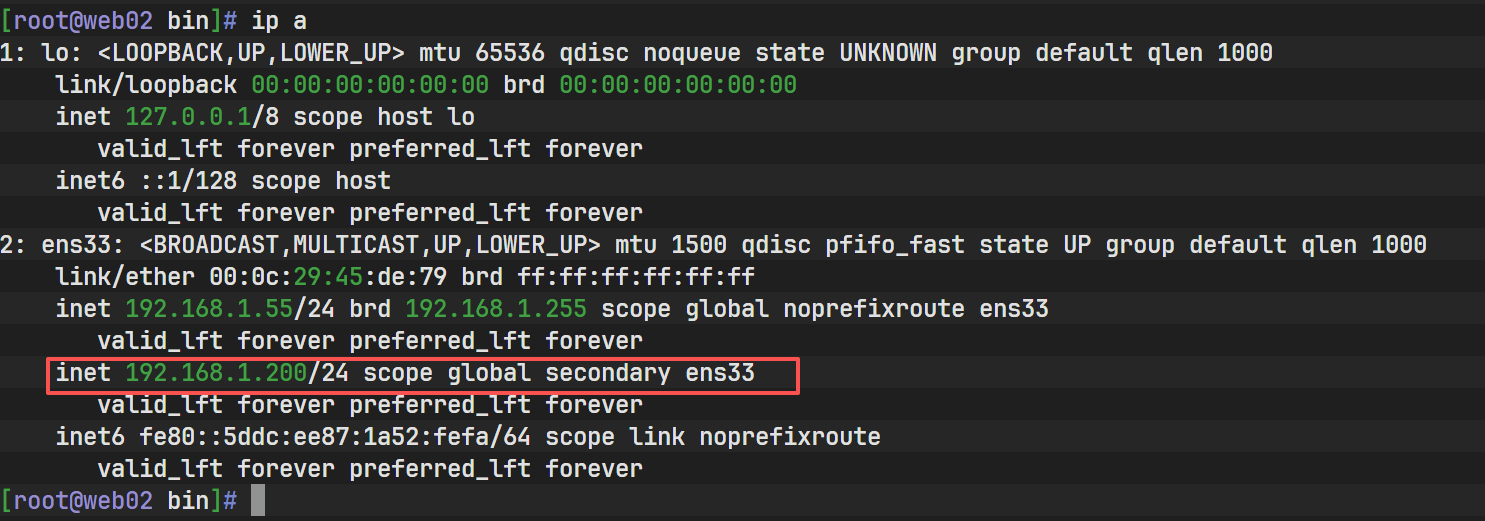 [root@web02 bin]# ip a
1: lo: <LOOPBACK,UP,LOWER_UP> mtu 65536 qdisc noqueue state UNKNOWN group default qlen 1000
    link/loopback 00:00:00:00:00:00 brd 00:00:00:00:00:00
    inet 127.0.0.1/8 scope host lo
       valid_lft forever preferred_lft forever
    inet6 ::1/128 scope host
       valid_lft forever preferred_lft forever
2: ens33: <BROADCAST,MULTICAST,UP,LOWER_UP> mtu 1500 qdisc pfifo_fast state UP group default qlen 1000
    link/ether 00:0c:29:45:de:79 brd ff:ff:ff:ff:ff:ff
    inet 192.168.1.55/24 brd 192.168.1.255 scope global noprefixroute ens33
       valid_lft forever preferred_lft forever
    inet 192.168.1.200/24 scope global secondary ens33
       valid_lft forever preferred_lft forever
    inet6 fe80::5ddc:ee87:1a52:fefa/64 scope link noprefixroute
       valid_lft forever preferred_lft forever
[root@web02 bin]#